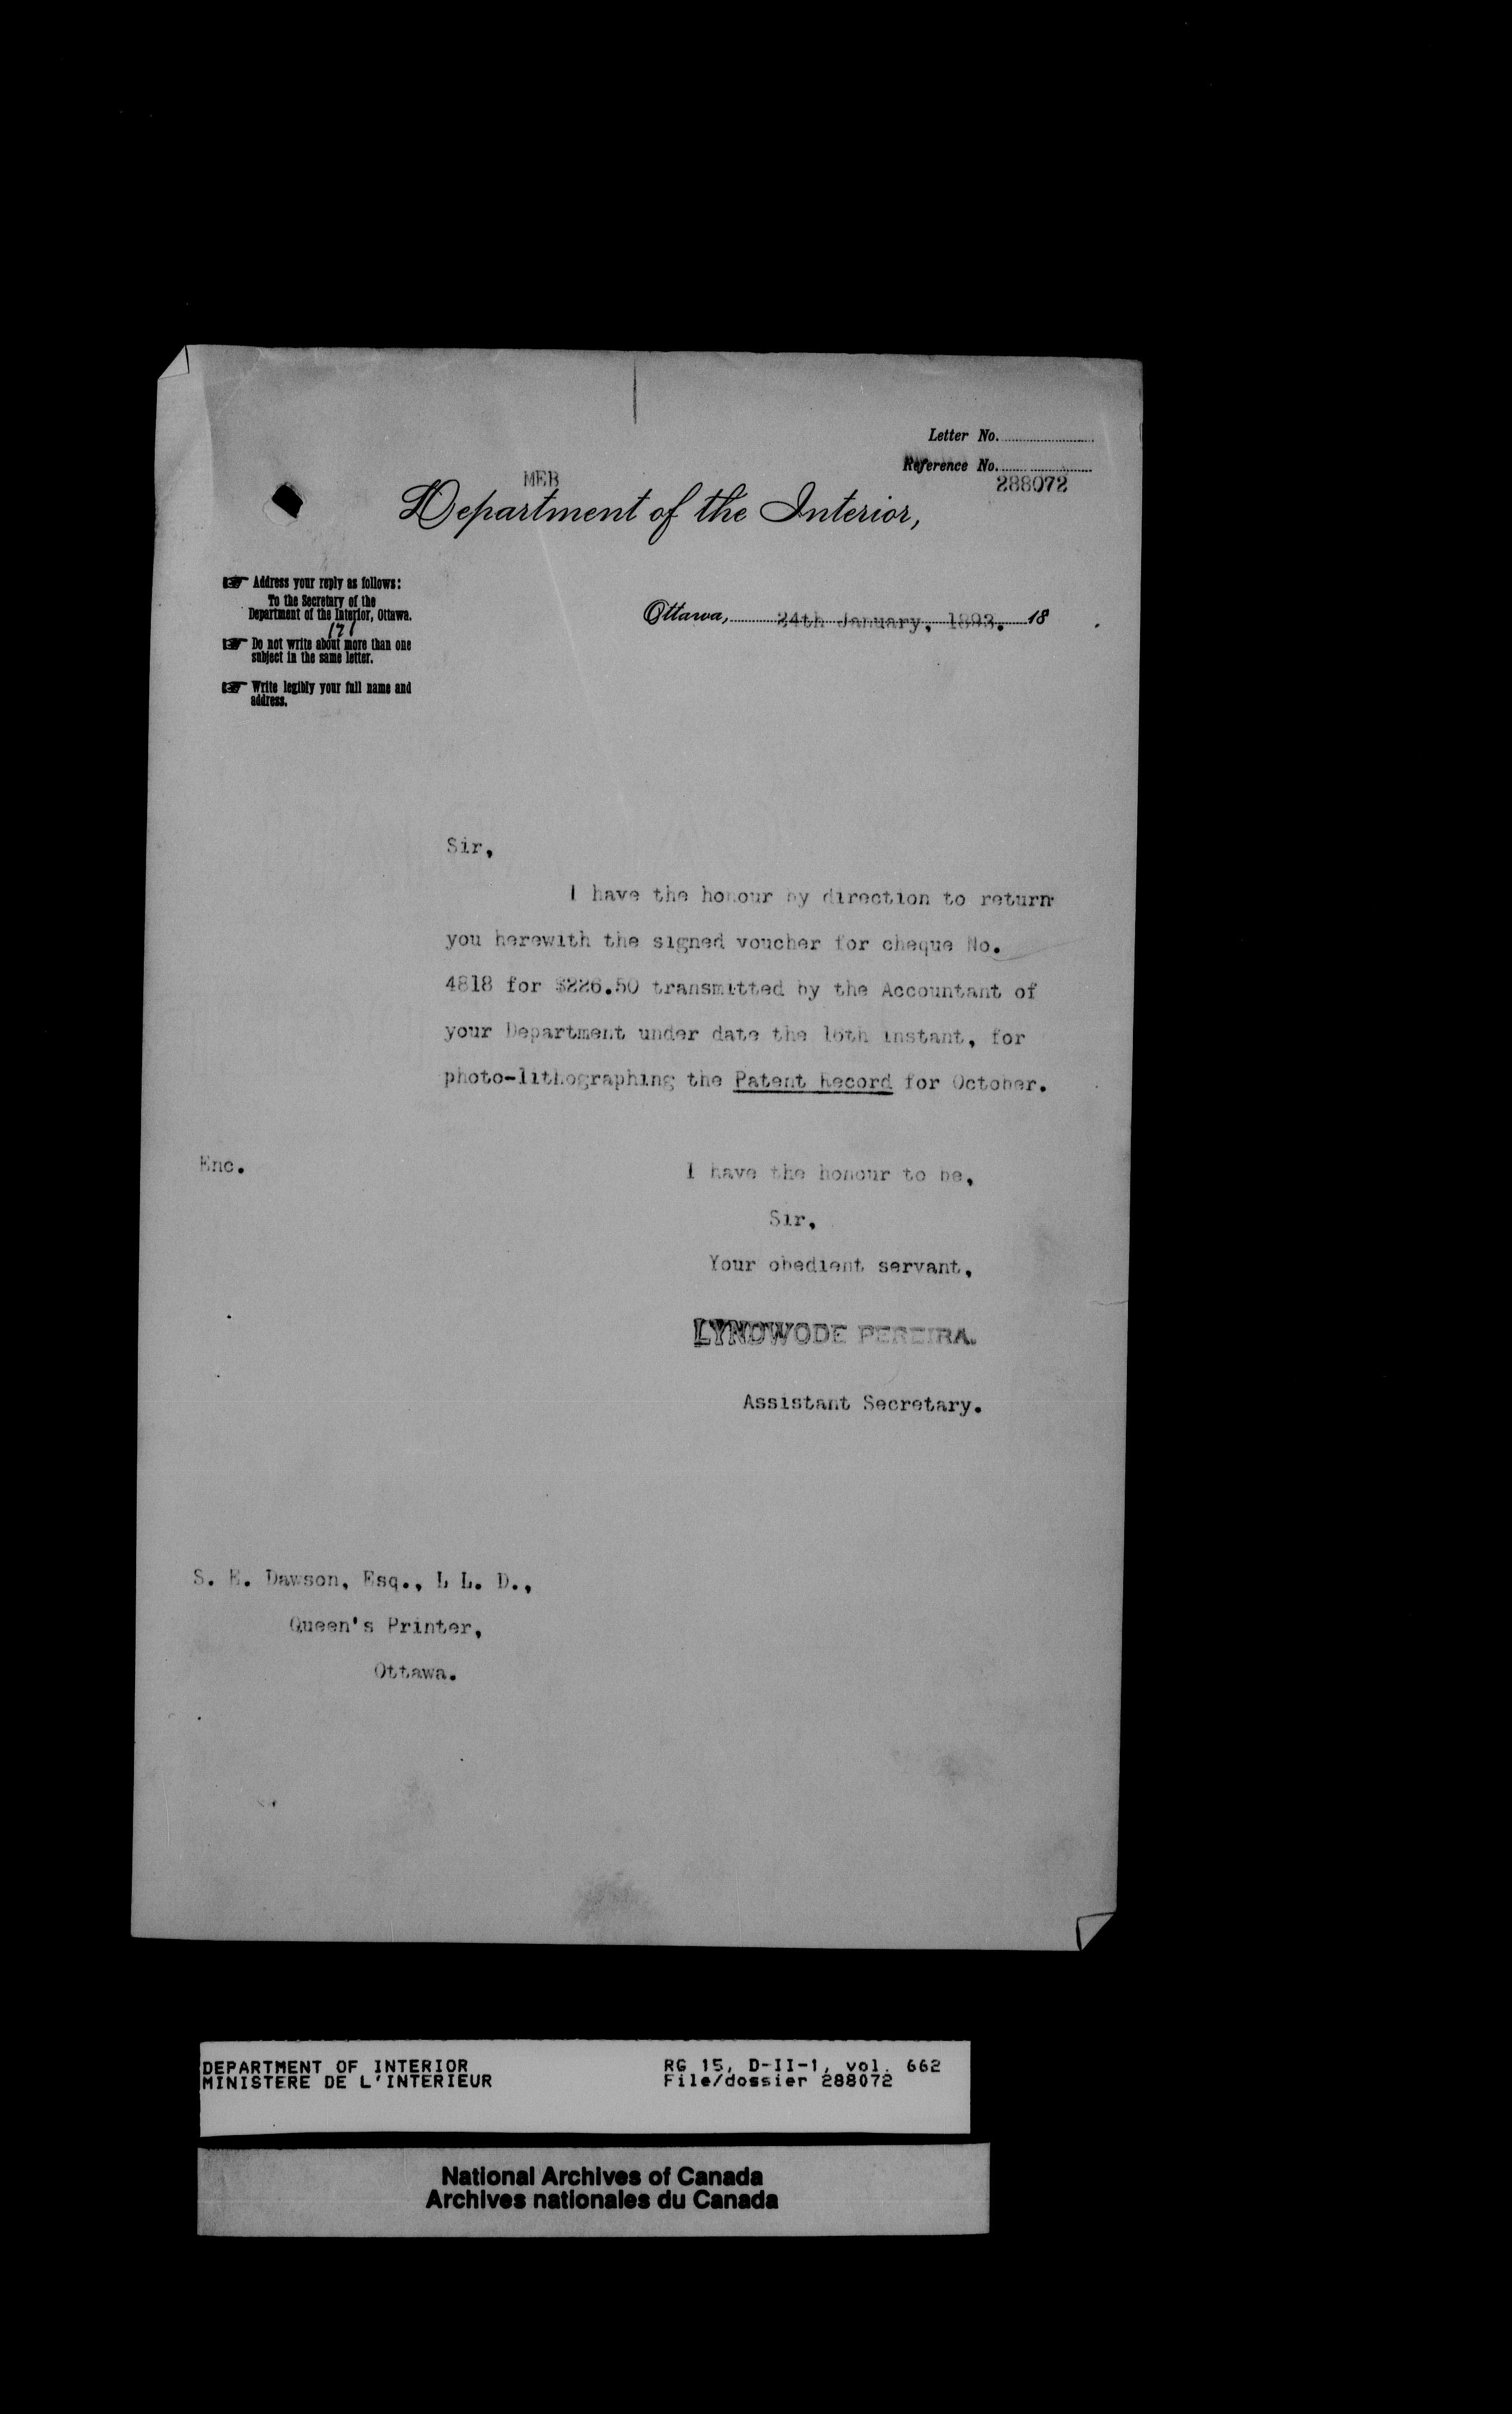 Letter No.
Reference No.
288072
MEB
Department of the Interior,
☞ Address your reply as follows:
To the Secretary of the
Department of the Interior, Ottawa.
171
☞ Do not write about more than one
subject in the same letter.
☞ Write legibly your full name and
address.
Ottawa, 24th January, 1893. 18
Sir,
I have the honour by direction to return
you herewith the signed voucher for cheque No.
4818 for $226.50 transmitted by the Accountant of
your Department under date the 16th instant, for
photo-lithographing the Patent Record for October.
Enc.
I have the honour to be,
Sir,
Your obedient servant,
LYNDWODE PEREIRA.
Assistant Secretary.
S. E. Dawson, Esq., L L. D.,
Queen's Printer,
Ottawa.
DEPARTMENT OF INTERIOR
MINISTERE DE L'INTERIEUR
RG 15, D-II-1, vol. 662
File/dossier 288072
National Archives of Canada
Archives nationales du Canada